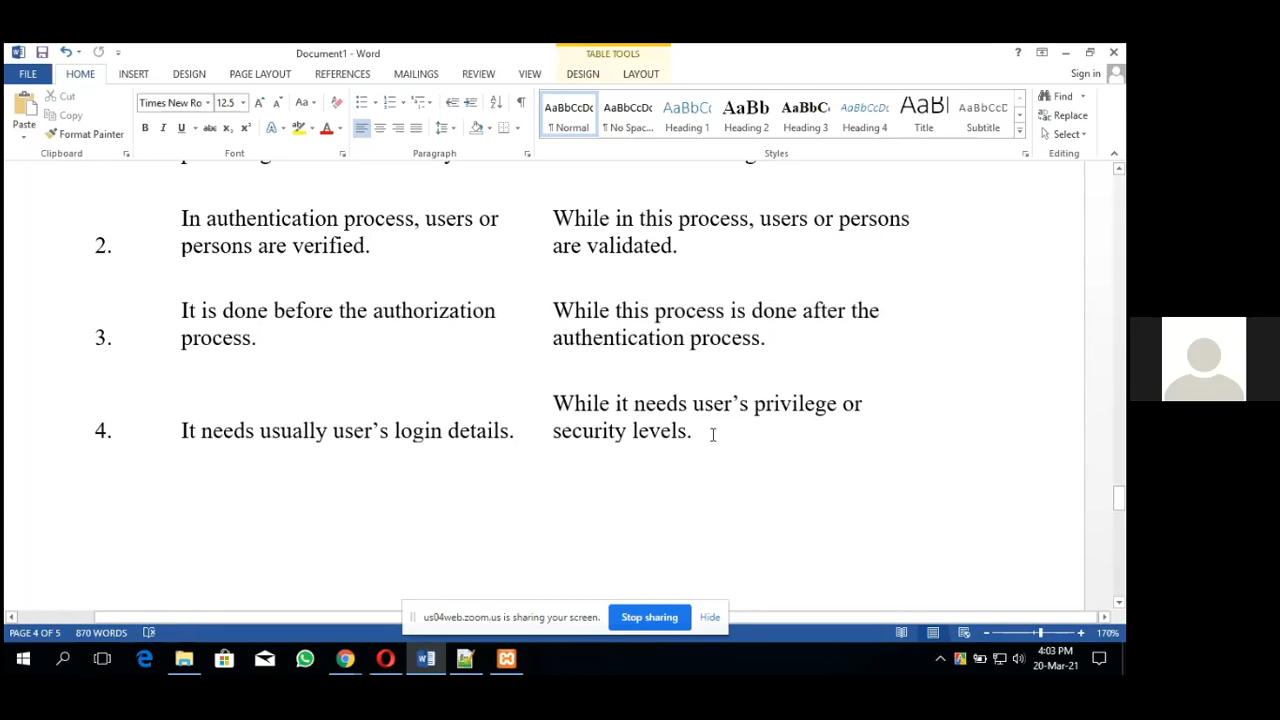 Document1 - Word
TABLE TOOLS
?
FILE
HOME
INSERT
DESIGN
PAGE LAYOUT
REFERENCES
MAILINGS
REVIEW
VIEW
DESIGN
LAYOUT
Sign in
Paste
Cut
Copy
Format Painter
Times New Ro
12.5
Aa
AaBbCcDc
¶ Normal
AaBbCcDc
¶ No Spac...
AaBbC
Heading 1
AaBb
Heading 2
AaBbC
Heading 3
AaBbCcDc
Heading 4
AaB
Title
AaBbCcD
Subtitle
Find
Replace
Select
Clipboard
Font
Paragraph
Styles
Editing
2.
In authentication process, users or
persons are verified.
While in this process, users or persons
are validated.
3.
It is done before the authorization
process.
While this process is done after the
authentication process.
4.
It needs usually user’s login details.
While it needs user’s privilege or
security levels.
us04web.zoom.us is sharing your screen.
Stop sharing
Hide
PAGE 4 OF 5
870 WORDS
170%
4:03 PM
20-Mar-21